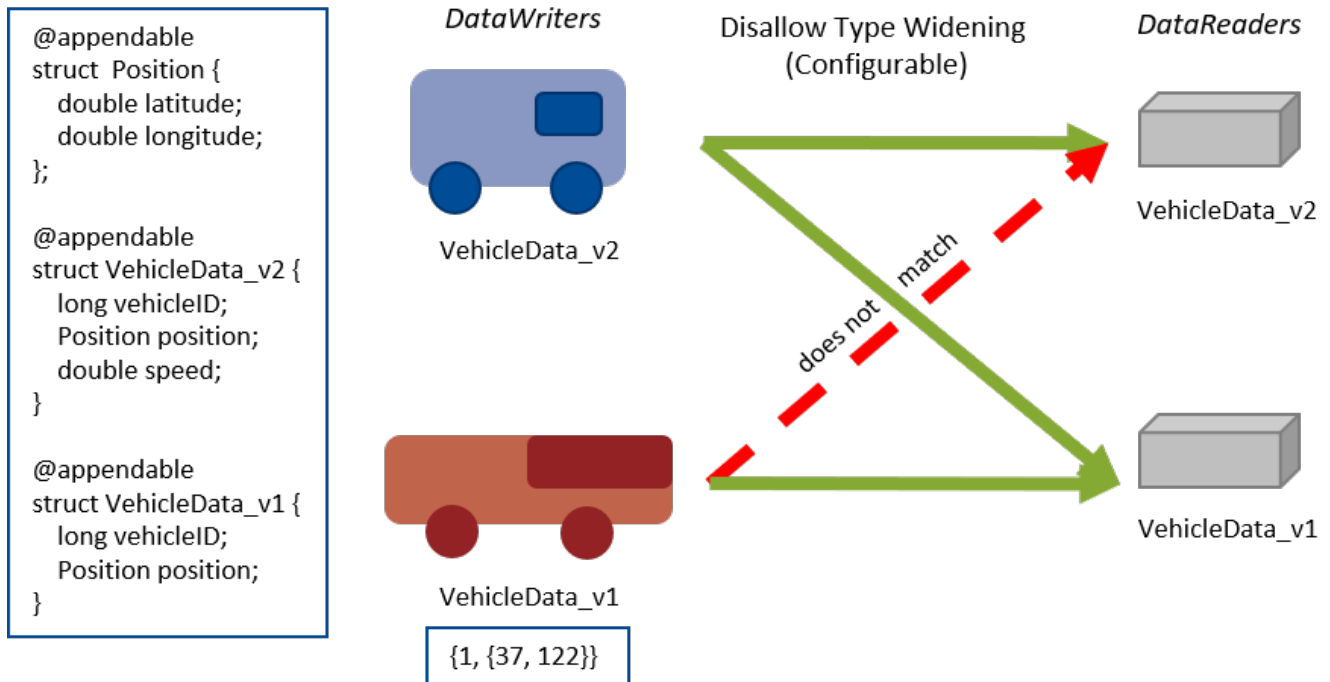 @appendable
struct  Position {
    double latitude;
    double longitude;
};
@appendable
struct VehicleData_v2 {
    long vehicleID;
    Position position;
    double speed;
}
@appendable
struct VehicleData_v1 {
    long vehicleID;
    Position position;
}
DataWriters
VehicleData_v2
VehicleData_v1
{1, {37, 122}}
Disallow Type Widening
(Configurable)
does not match
DataReaders
VehicleData_v2
VehicleData_v1